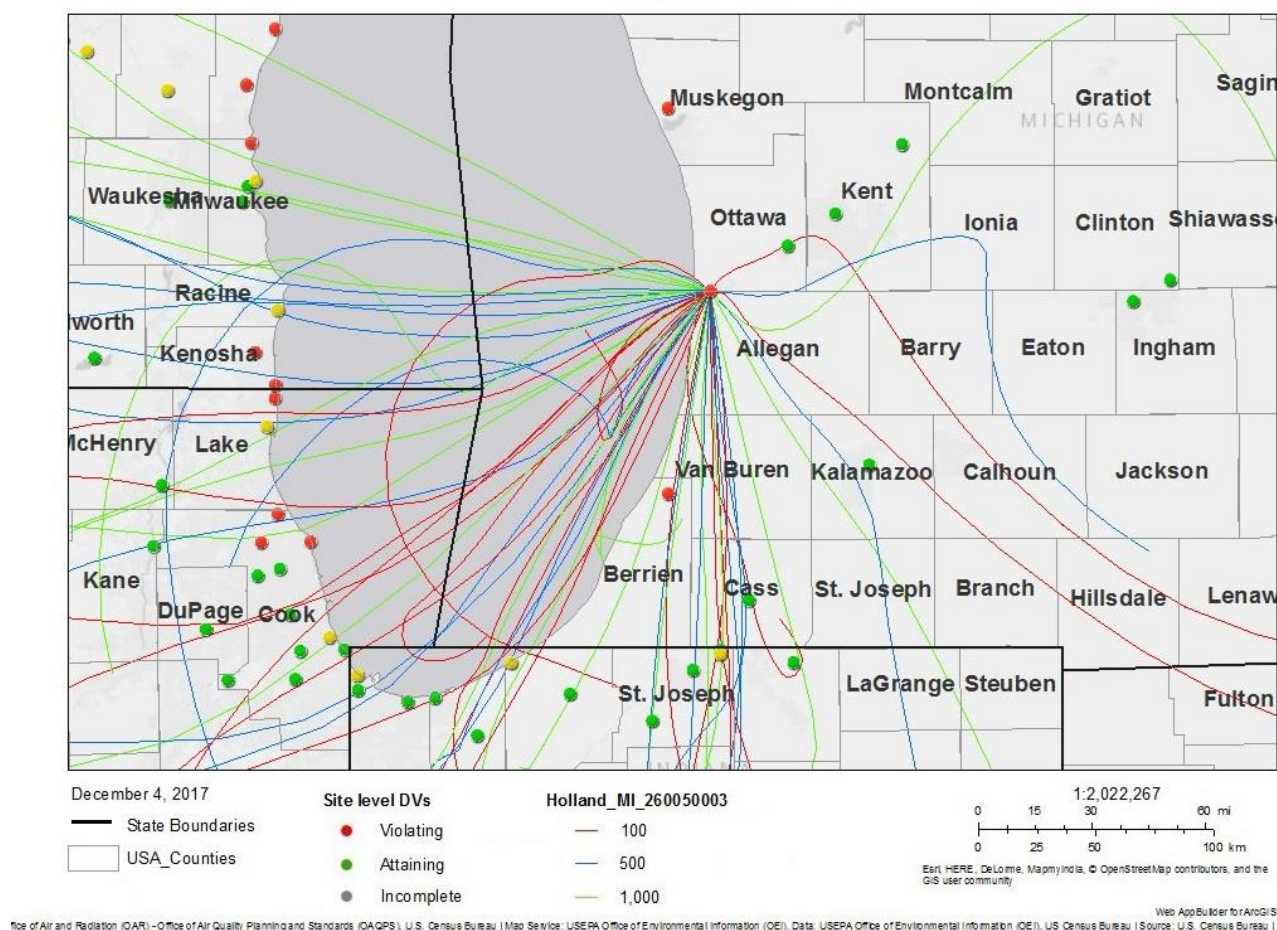 Sagin
Montcalm
Gratiot
Muskegon
MICHIGAN
Waukesha
Milwaukee
Kent
Ottawa
Ionia
Clinton
Shiawasse
Racine
lworth
Kenosha
Allegan
Barry
Eaton
Ingham
McHenry
Lake
Van Buren
Kalamazoo
Calhoun
Jackson
Kane
DuPage
Cook
Berrien
Cass
St. Joseph
Branch
Hillsdale
Lenaw
St. Joseph
LaGrange
Steuben
Fulton
December 4, 2017
State Boundaries
USA_Counties
Site level DVs
Violating
Attaining
Incomplete
Holland_MI_260050003
100
500
1,000
1:2,022,267
0 15 30 60 mi
0 25 50 100 km
Esri, HERE, DeLorme, MapmyIndia, © OpenStreetMap contributors, and the
GIS user community
Web AppBuilder for ArcGIS
fice of Air and Radiation (OAR) - Office of Air Quality Planning and Standards (OAQPS), U.S. Census Bureau | Map Service: USEPA Office of Environmental Information (OEI), Data: USEPA Office of Environmental Information (OEI), US Census Bureau | Source: U.S. Census Bureau |